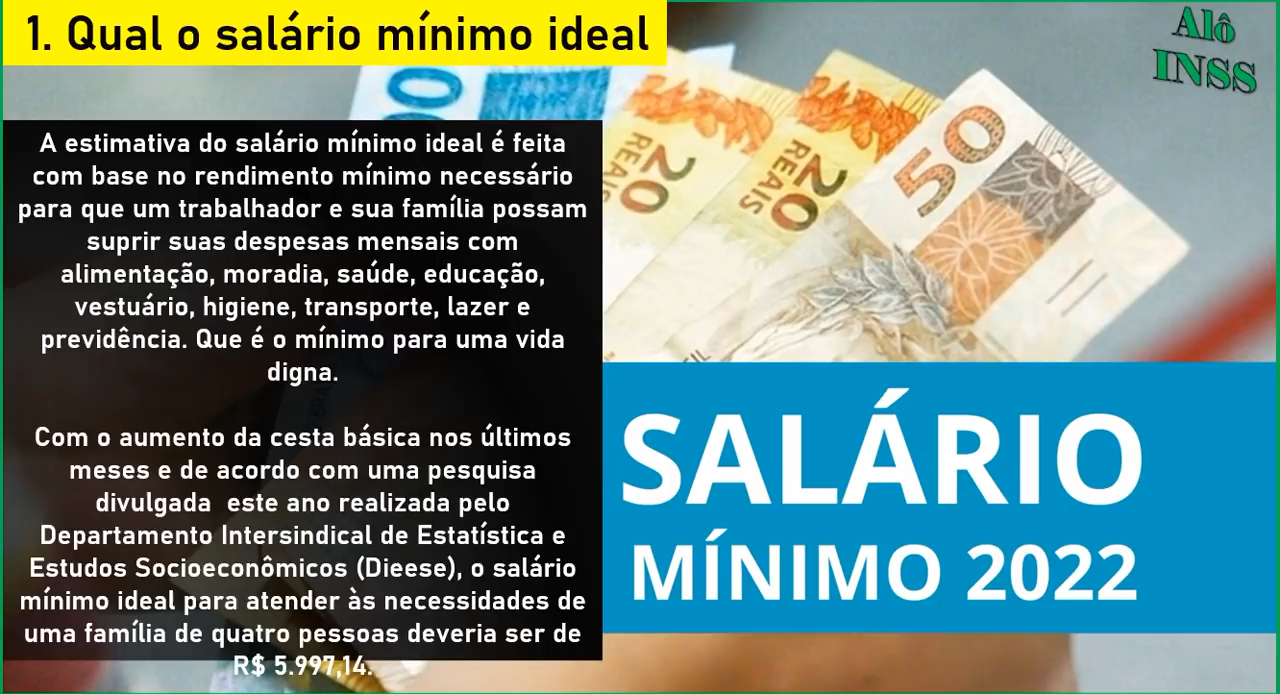 1. Qual o salário mínimo ideal
Alô
INSS
A estimativa do salário mínimo ideal é feita
com base no rendimento mínimo necessário
para que um trabalhador e sua família possam
suprir suas despesas mensais com
alimentação, moradia, saúde, educação,
vestuário, higiene, transporte, lazer e
previdência. Que é o mínimo para uma vida
digna.
Com o aumento da cesta básica nos últimos
meses e de acordo com uma pesquisa
divulgada  este ano realizada pelo
Departamento Intersindical de Estatística e
Estudos Socioeconômicos (Dieese), o salário
mínimo ideal para atender às necessidades de
uma família de quatro pessoas deveria ser de
R$ 5.997,14.
20
REAIS
20
REAIS
50
SALÁRIO
MÍNIMO 2022